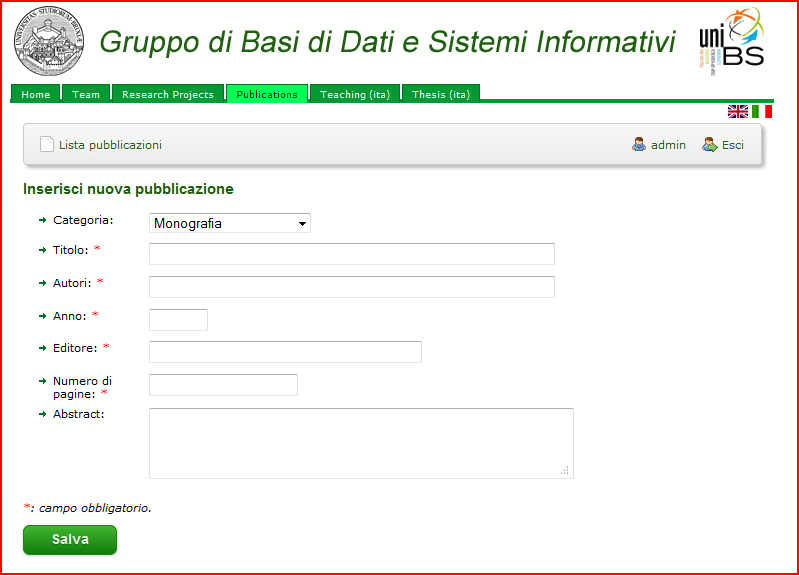 Gruppo di Basi di Dati e Sistemi Informativi
uni
BS
Home Team Research Projects Publications Teaching (ita) Thesis (ita)
Lista pubblicazioni admin Esci
Inserisci nuova pubblicazione
Categoria: Monografia
Titolo: *
Autori: *
Anno: *
Editore: *
Numero di
pagine: *
Abstract:
*: campo obbligatorio.
Salva